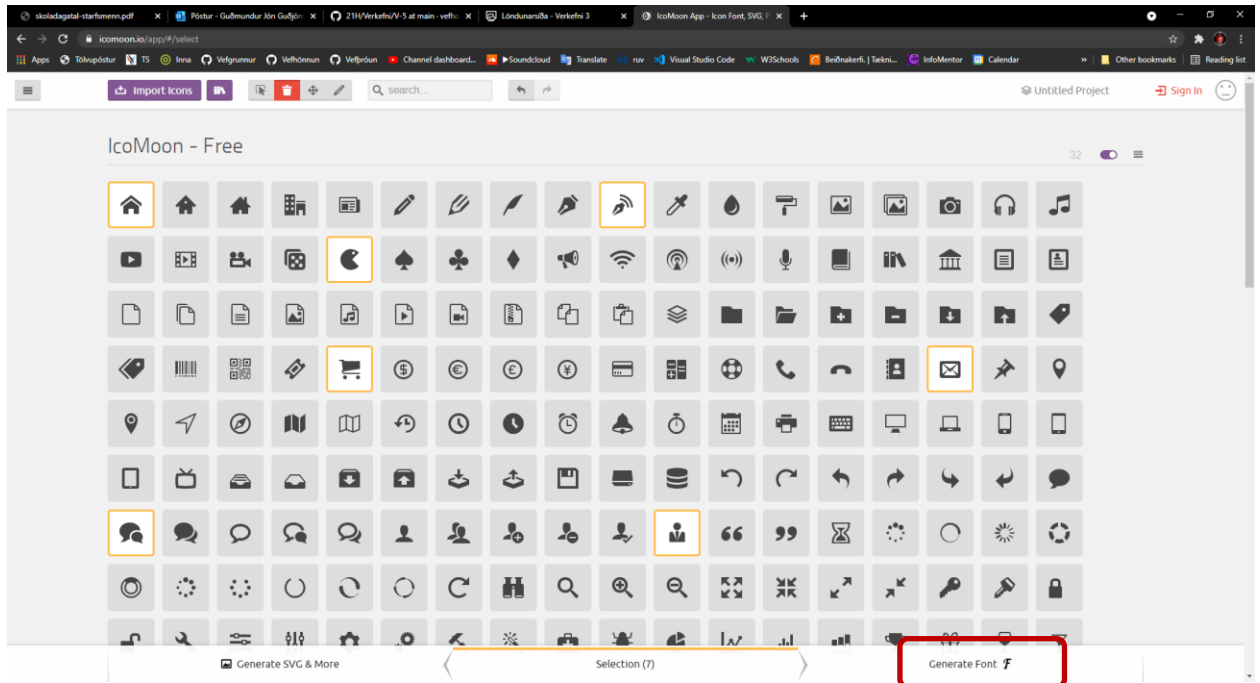 skoladagatal-starfsmenn.pdf
Póstur - Guðmundur Jón Guðjóns
21H/Verkefni/V-5 at main · vefho
Löndunarsíða - Verkefni 3
IcoMoon App - Icon Font, SVG, P
icomoon.io/app/#/select
Apps Tölvupóstur TS Inna Vefgrunnur Vefhönnun Vefþróun Channel dashboard... ►Soundcloud Translate ruv Visual Studio Code W3Schools Beiðnakerfi. | Tækni... InfoMentor Calendar » Other bookmarks Reading list
Import Icons search... Untitled Project Sign In
IcoMoon - Free 32
Generate SVG & More Selection (7) Generate Font